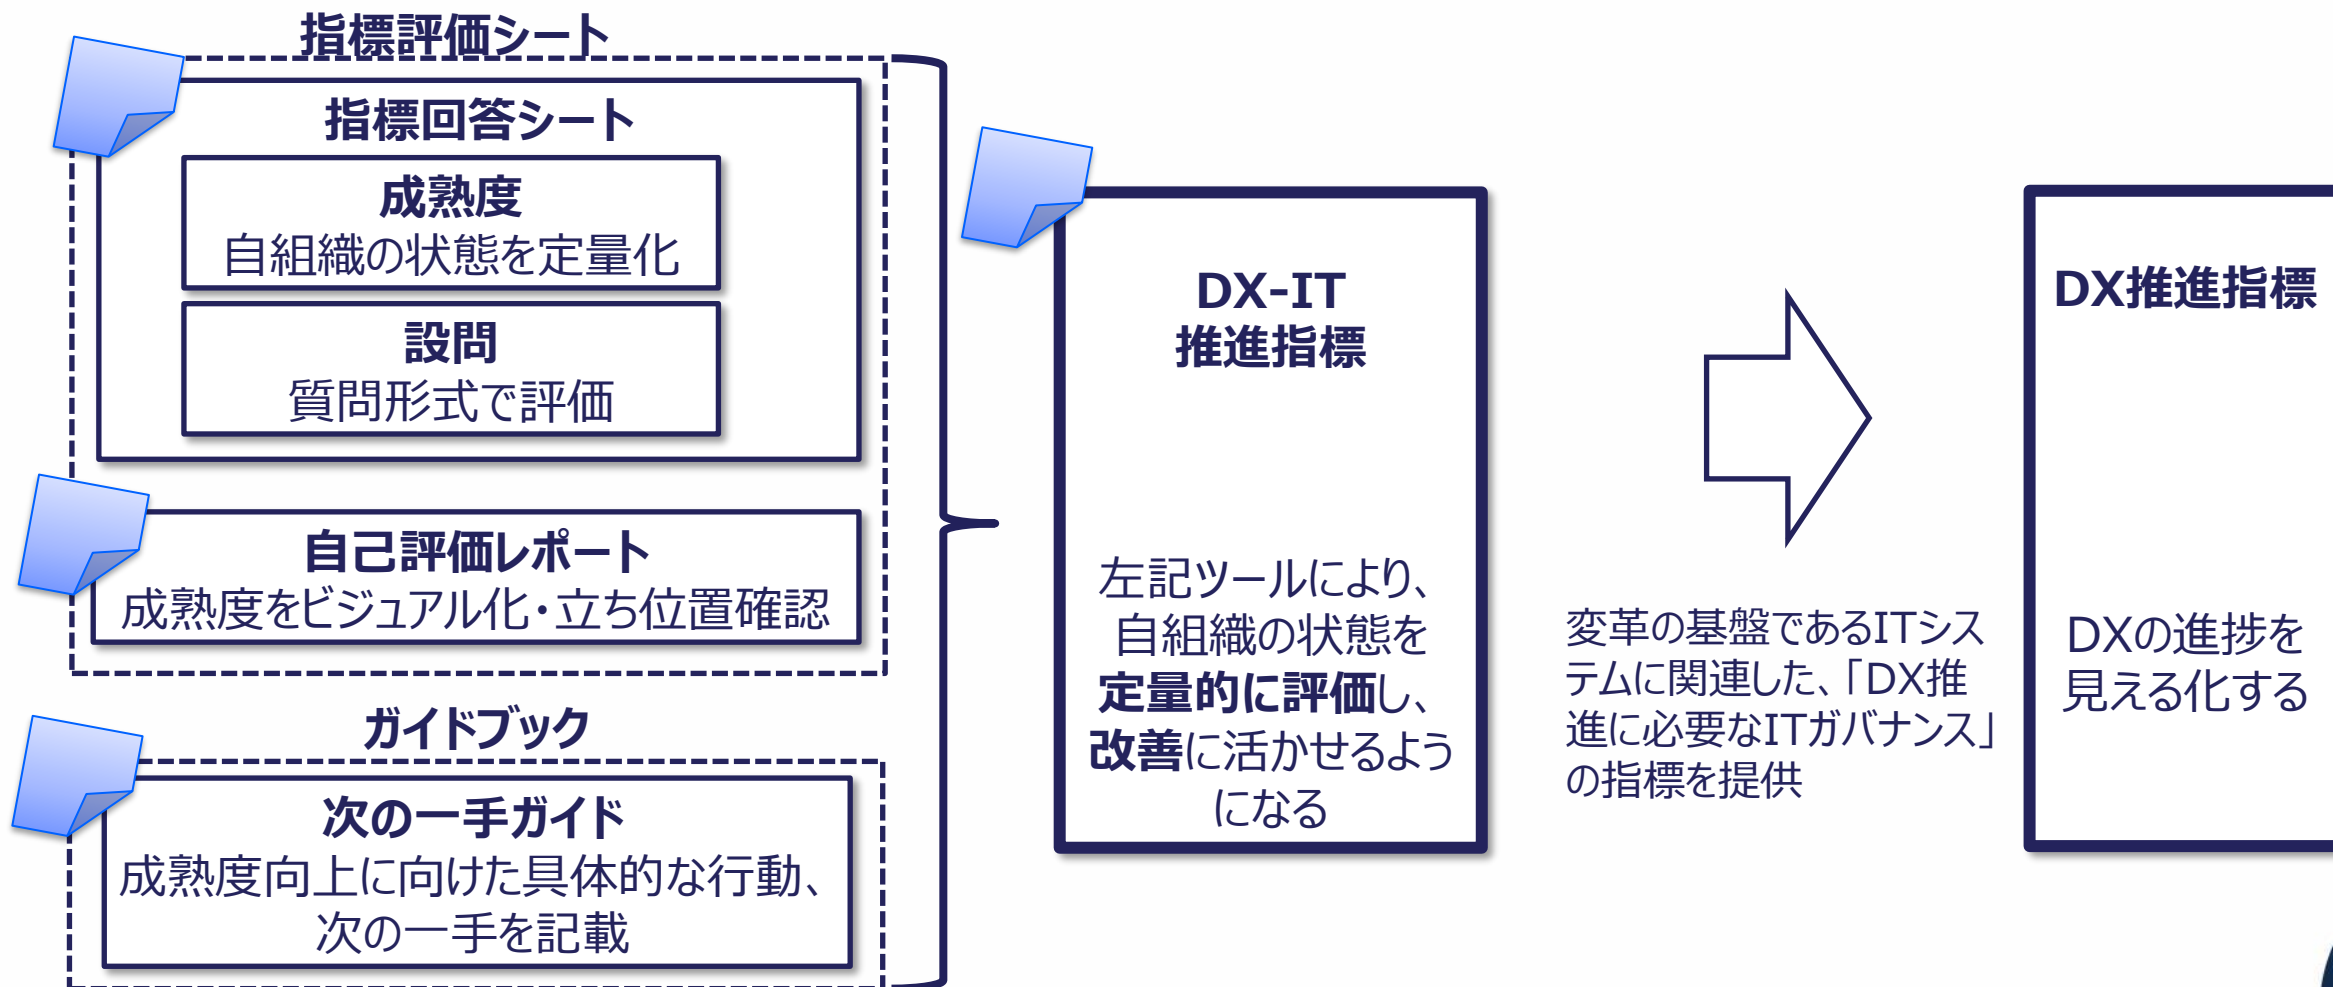 指標評価シート
指標回答シート
成熟度
自組織の状態を定量化
設問
質問形式で評価
自己評価レポート
成熟度をビジュアル化・立ち位置確認
ガイドブック
次の一手ガイド
成熟度向上に向けた具体的な行動、
次の一手を記載
DX-IT
推進指標
左記ツールにより、
自組織の状態を
定量的に評価し、
改善に活かせるよう
になる
変革の基盤であるITシス
テムに関連した、「DX推
進に必要なITガバナンス」
の指標を提供
DX推進指標
DXの進捗を
見える化する